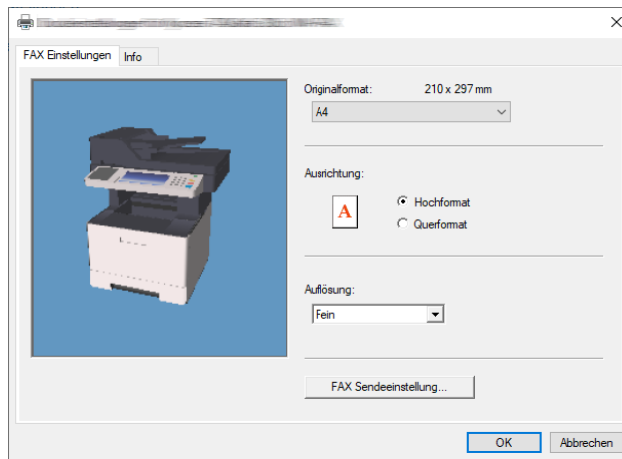 FAX Einstellungen Info
Originalformat: 210 x 297 mm
A4
Ausrichtung:
A
Hochformat
Querformat
Auflösung:
Fein
FAX Sendeeinstellung...
OK Abbrechen